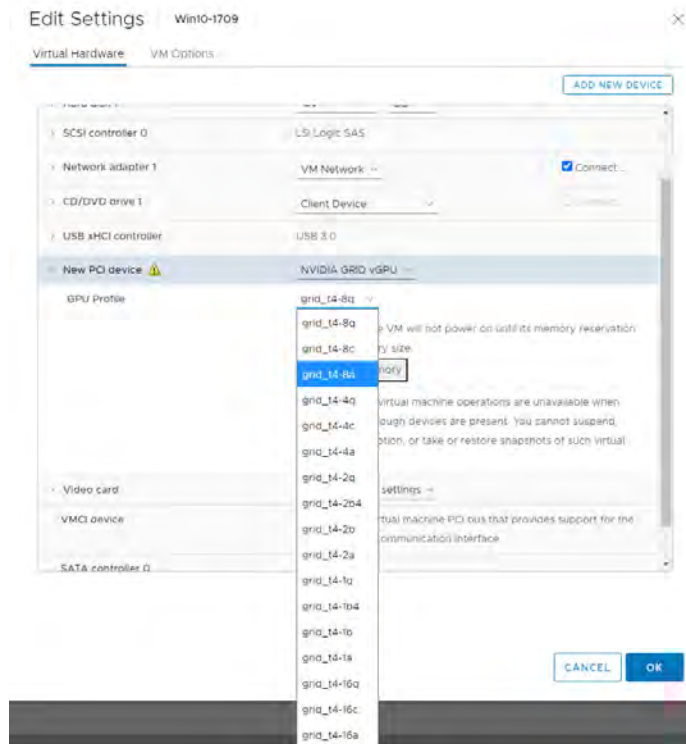 Edit Settings Win10-1709
Virtual Hardware VM Options
ADD NEW DEVICE
SCSI controller 0 LSI Logic SAS
Network adapter 1 VM Network Connect...
CD/DVD drive 1 Client Device
USB xHCI controller USB 3.0
New PCI device NVIDIA GRID vGPU
GPU Profile grid_t4-8q
grid_t4-8q
e VM will not power on until its memory reservation
grid_t4-8c
ry size.
grid_t4-8a
nory
grid_t4-4q
virtual machine operations are unavailable when
grid_t4-4c
ough devices are present. You cannot suspend,
grid_t4-4a
ption, or take or restore snapshots of such virtual
grid_t4-2q
Video card settings
grid_t4-2b4
VMCI device
grid_t4-2b
rtual machine PCI bus that provides support for the
ommunication interface
grid_t4-2a
SATA controller 0
grid_t4-1q
grid_t4-1b4
grid_t4-1b
grid_t4-1a
CANCEL OK
grid_t4-16q
grid_t4-16c
grid_t4-16a